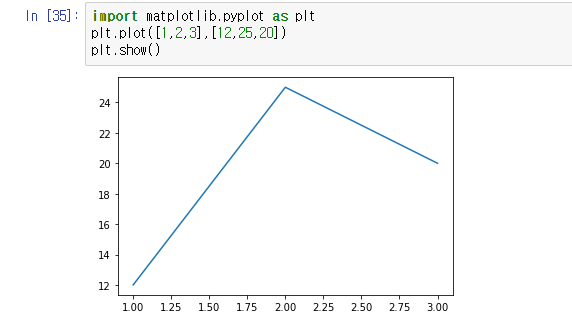 In [35]: import matplotlib.pyplot as plt
plt.plot([1,2,3],[12,25,20])
plt.show()
24
22
20
18
16
14
12
1.00 1.25 1.50 1.75 2.00 2.25 2.50 2.75 3.00